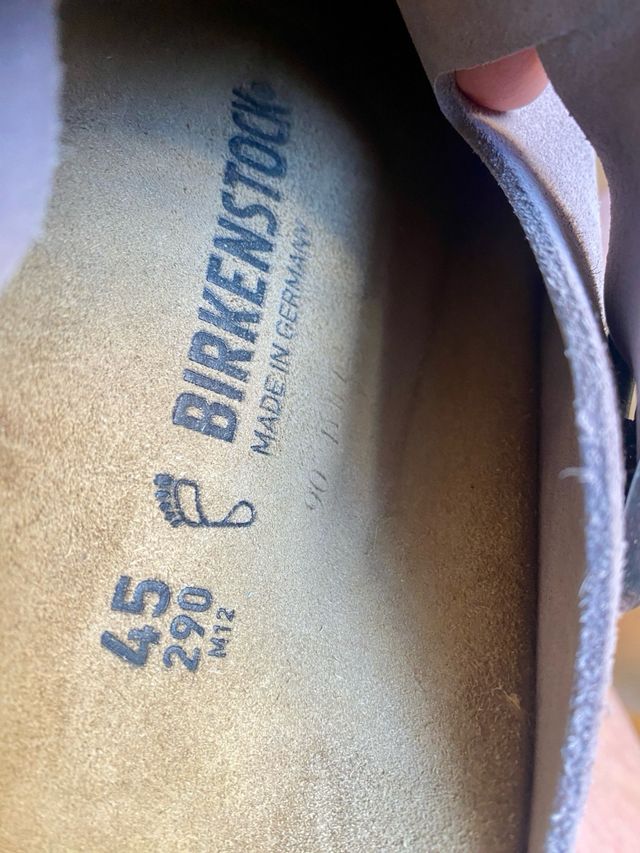 BIRKENSTOCK®
MADE IN GERMANY
45
290
M12